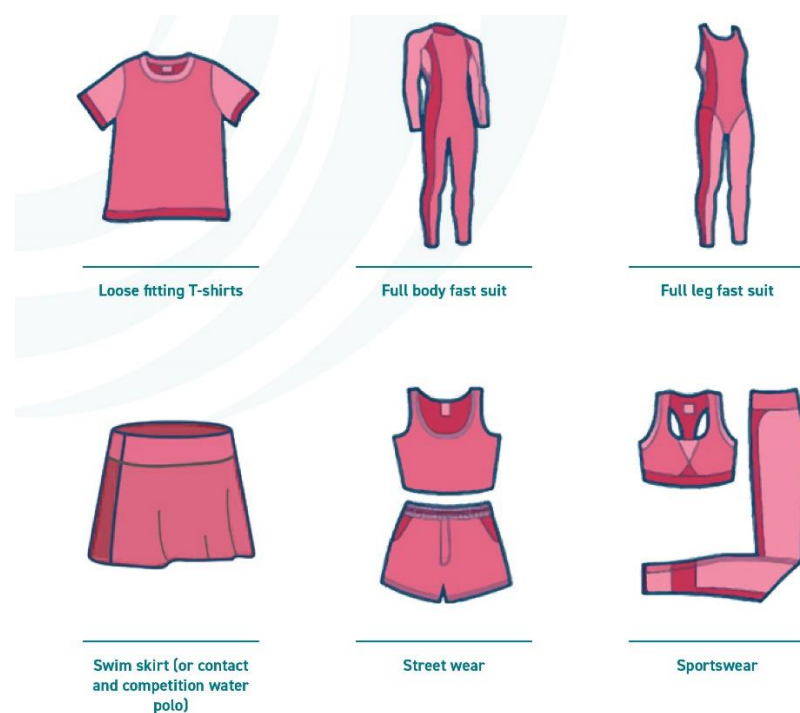 Loose fitting T-shirts
Full body fast suit
Full leg fast suit
Swim skirt (or contact
and competition water
polo)
Street wear
Sportswear